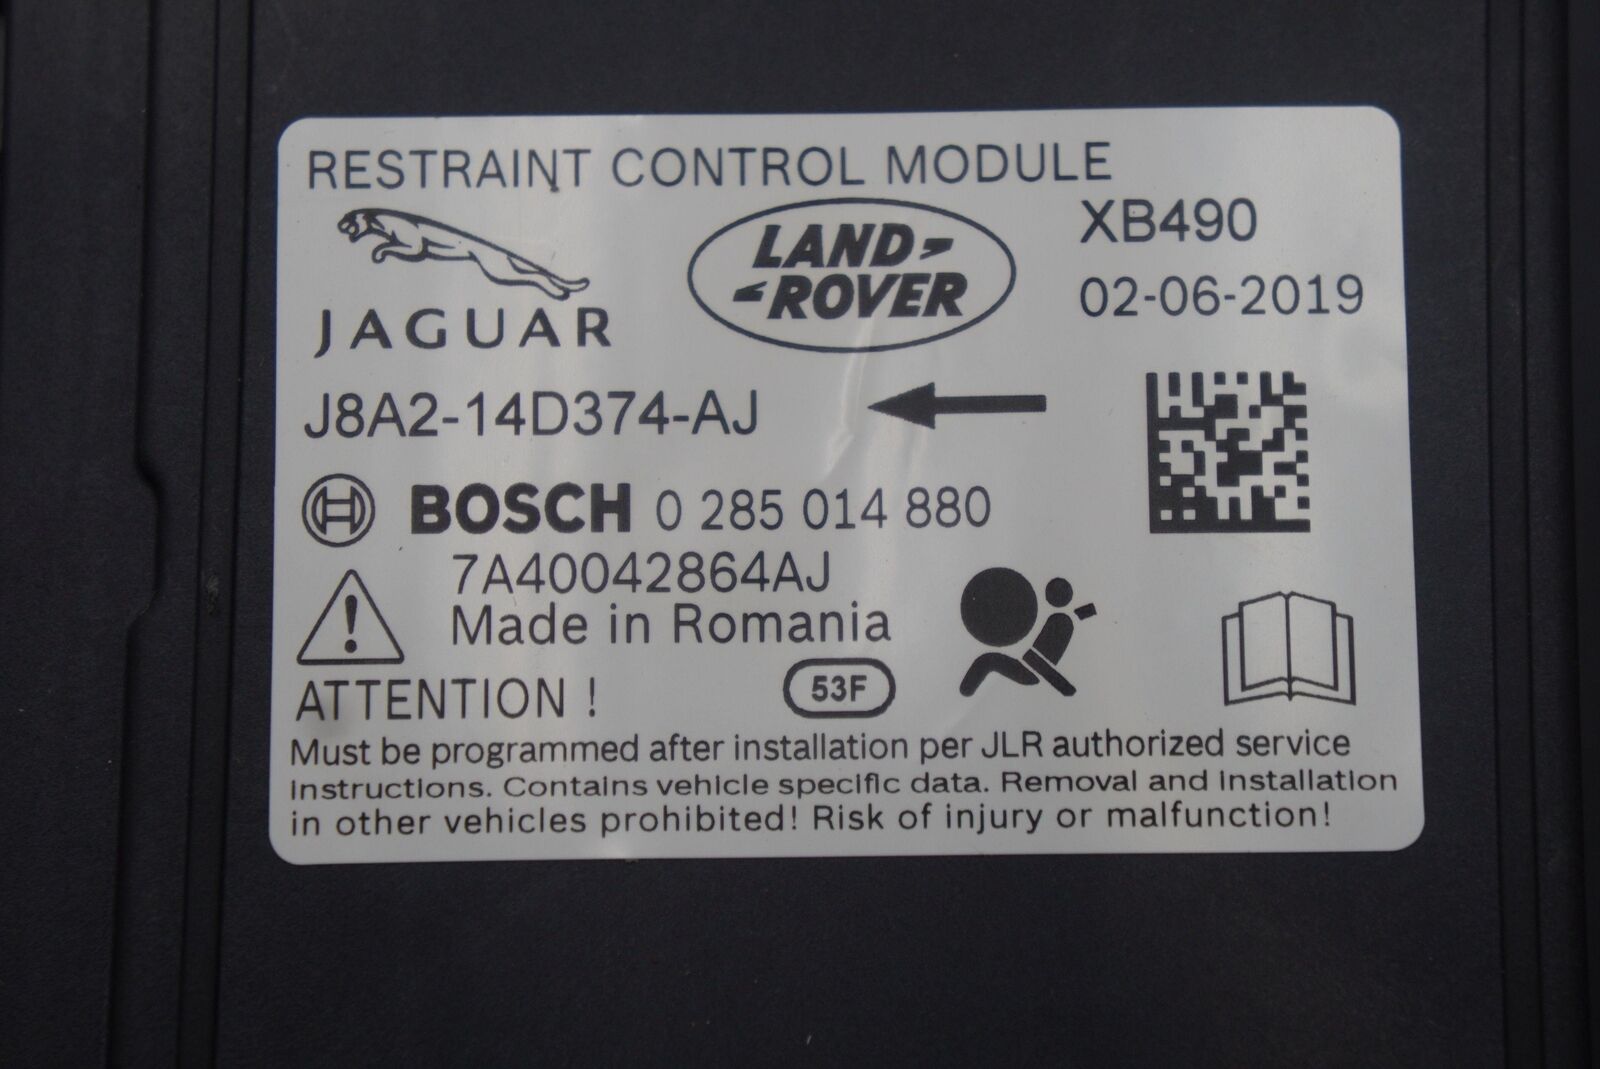 RESTRAINT CONTROL MODULE
JAGUAR
LAND
ROVER
XB490
02-06-2019
J8A2-14D374-AJ
BOSCH 0 285 014 880
7A40042864AJ
Made in Romania
ATTENTION !
53F
Must be programmed after installation per JLR authorized service
instructions. Contains vehicle specific data. Removal and installation
in other vehicles prohibited! Risk of injury or malfunction!